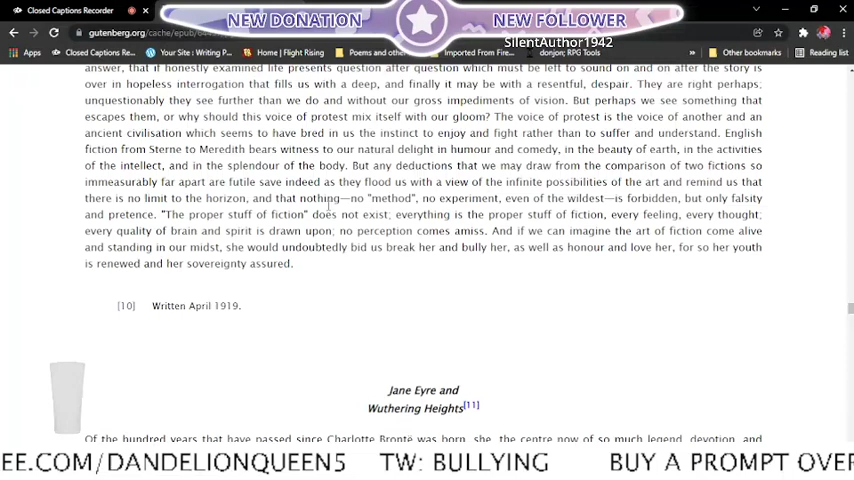 Closed Captions Recorder
NEW DONATION
NEW FOLLOWER
SilentAuthor1942
gutenberg.org/cache/epub/644
Apps
Closed Captions Rec...
Your Site : Writing P...
Home | Flight Rising
Poems and other
Imported From...
donjon; RPG Tools
»
Other bookmarks
Reading list
answer, that if honestly examined life presents question after question which must be left to sound on and on after the story is
over in hopeless interrogation that fills us with a deep, and finally it may be with a resentful, despair. They are right perhaps;
unquestionably they see further than we do and without our gross impediments of vision. But perhaps we see something that
escapes them, or why should this voice of protest mix itself with our gloom? The voice of protest is the voice of another and an
ancient civilisation which seems to have bred in us the instinct to enjoy and fight rather than to suffer and understand. English
fiction from Sterne to Meredith bears witness to our natural delight in humour and comedy, in the beauty of earth, in the activities
of the intellect, and in the splendour of the body. But any deductions that we may draw from the comparison of two fictions so
immeasurably far apart are futile save indeed as they flood us with a view of the infinite possibilities of the art and remind us that
there is no limit to the horizon, and that nothing—no "method", no experiment, even of the wildest—is forbidden, but only falsity
and pretence. "The proper stuff of fiction" does not exist; everything is the proper stuff of fiction, every feeling, every thought;
every quality of brain and spirit is drawn upon; no perception comes amiss. And if we can imagine the art of fiction come alive
and standing in our midst, she would undoubtedly bid us break her and bully her, as well as honour and love her, for so her youth
is renewed and her sovereignty assured.
[10] Written April 1919.
Jane Eyre and
Wuthering Heights[11]
Of the hundred years that have passed since Charlotte Brontë was born, she, the centre now of so much legend, devotion, and
EE.COM/DANDELIONQUEEN5 TW: BULLYING BUY A PROMPT OVER